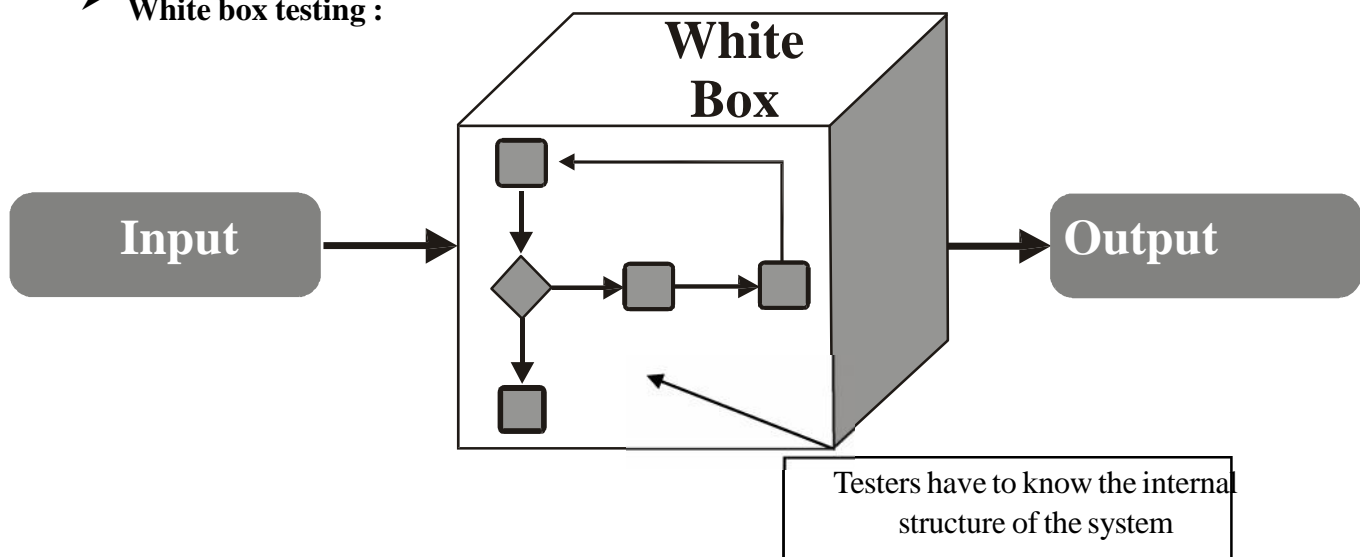 White box testing :
White
Box
Input
Output
Testers have to know the internal
structure of the system